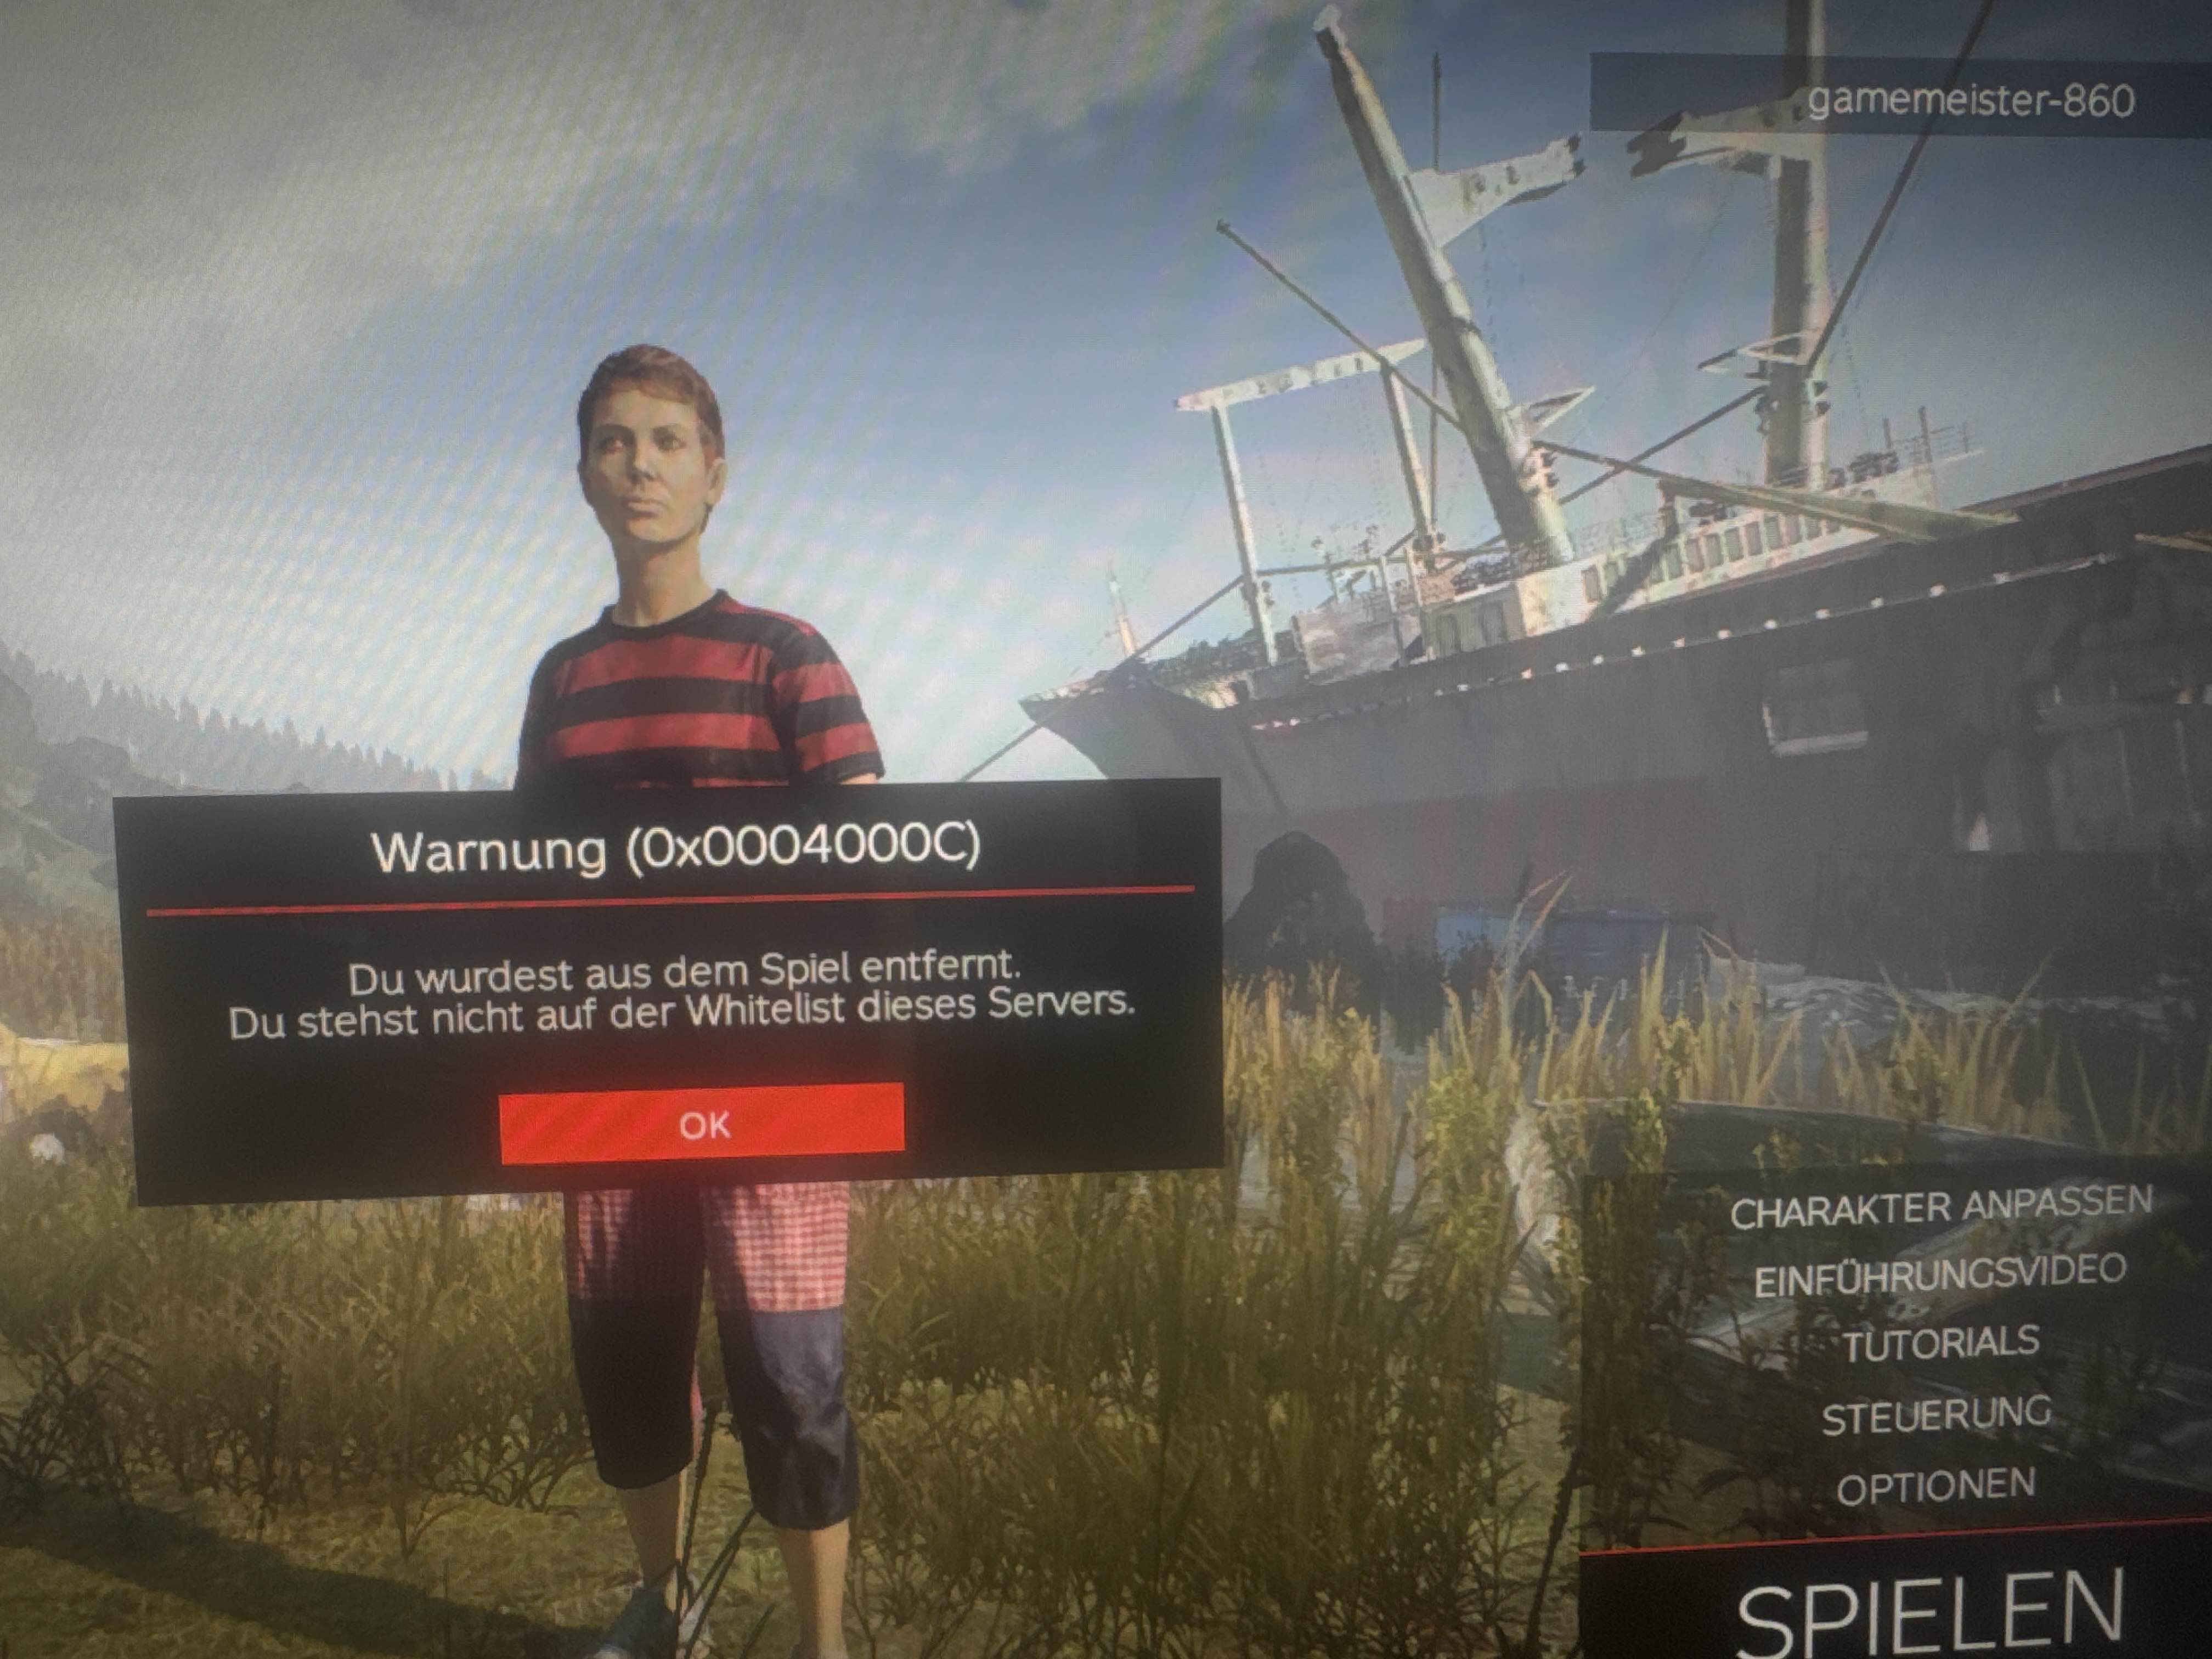 gamemeister-860
Warnung (0x0004000C)
Du wurdest aus dem Spiel entfernt.
Du stehst nicht auf der Whitelist dieses Servers.
OK
CHARAKTER ANPASSEN
EINFÜHRUNGSVIDEO
TUTORIALS
STEUERUNG
OPTIONEN
SPIELEN